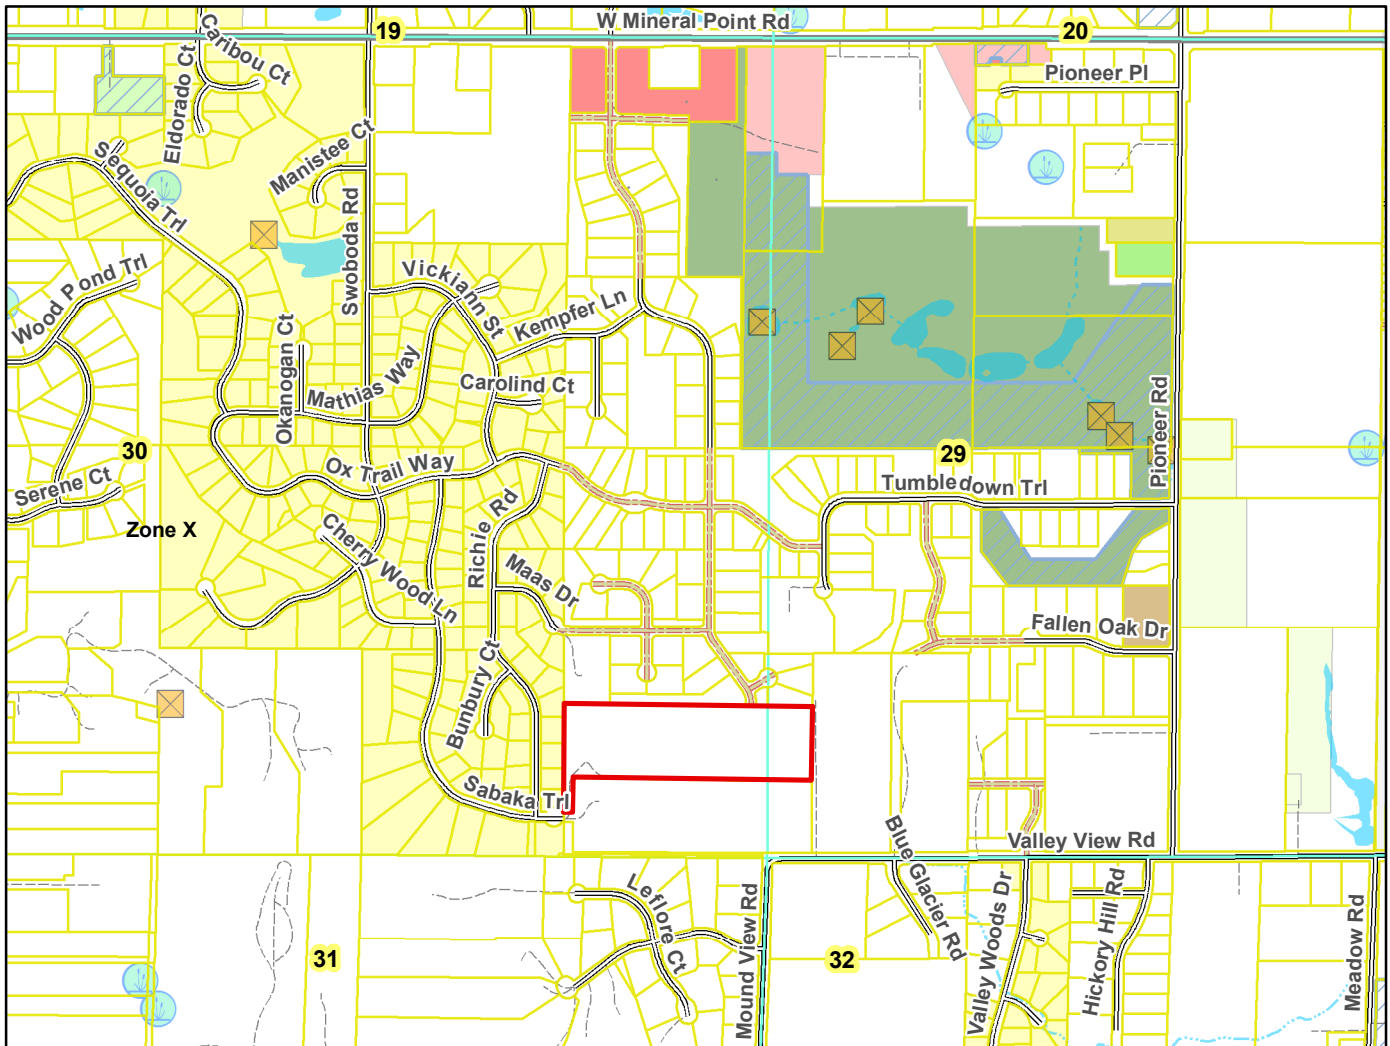 W Mineral Point Rd
19
20
Caribou Ct
Eldorado Ct
Pioneer Pl
Manistee Ct
Sequoia Trl
Swoboda Rd
Wood Pond Trl
Vickiann St
Kempfer Ln
Okanogan Ct
Mathias Way
Carolind Ct
Pioneer Rd
30
29
Ox Trail Way
Serene Ct
Tumbledown Trl
Zone X
Cherry Wood Ln
Richie Rd
Maas Dr
Fallen Oak Dr
Bunbury Ct
Sabaka Trl
Blue Glacier Rd
Valley View Rd
Leflore Ct
Mound View Rd
Valley Woods Dr
Hickory Hill Rd
Meadow Rd
31
32